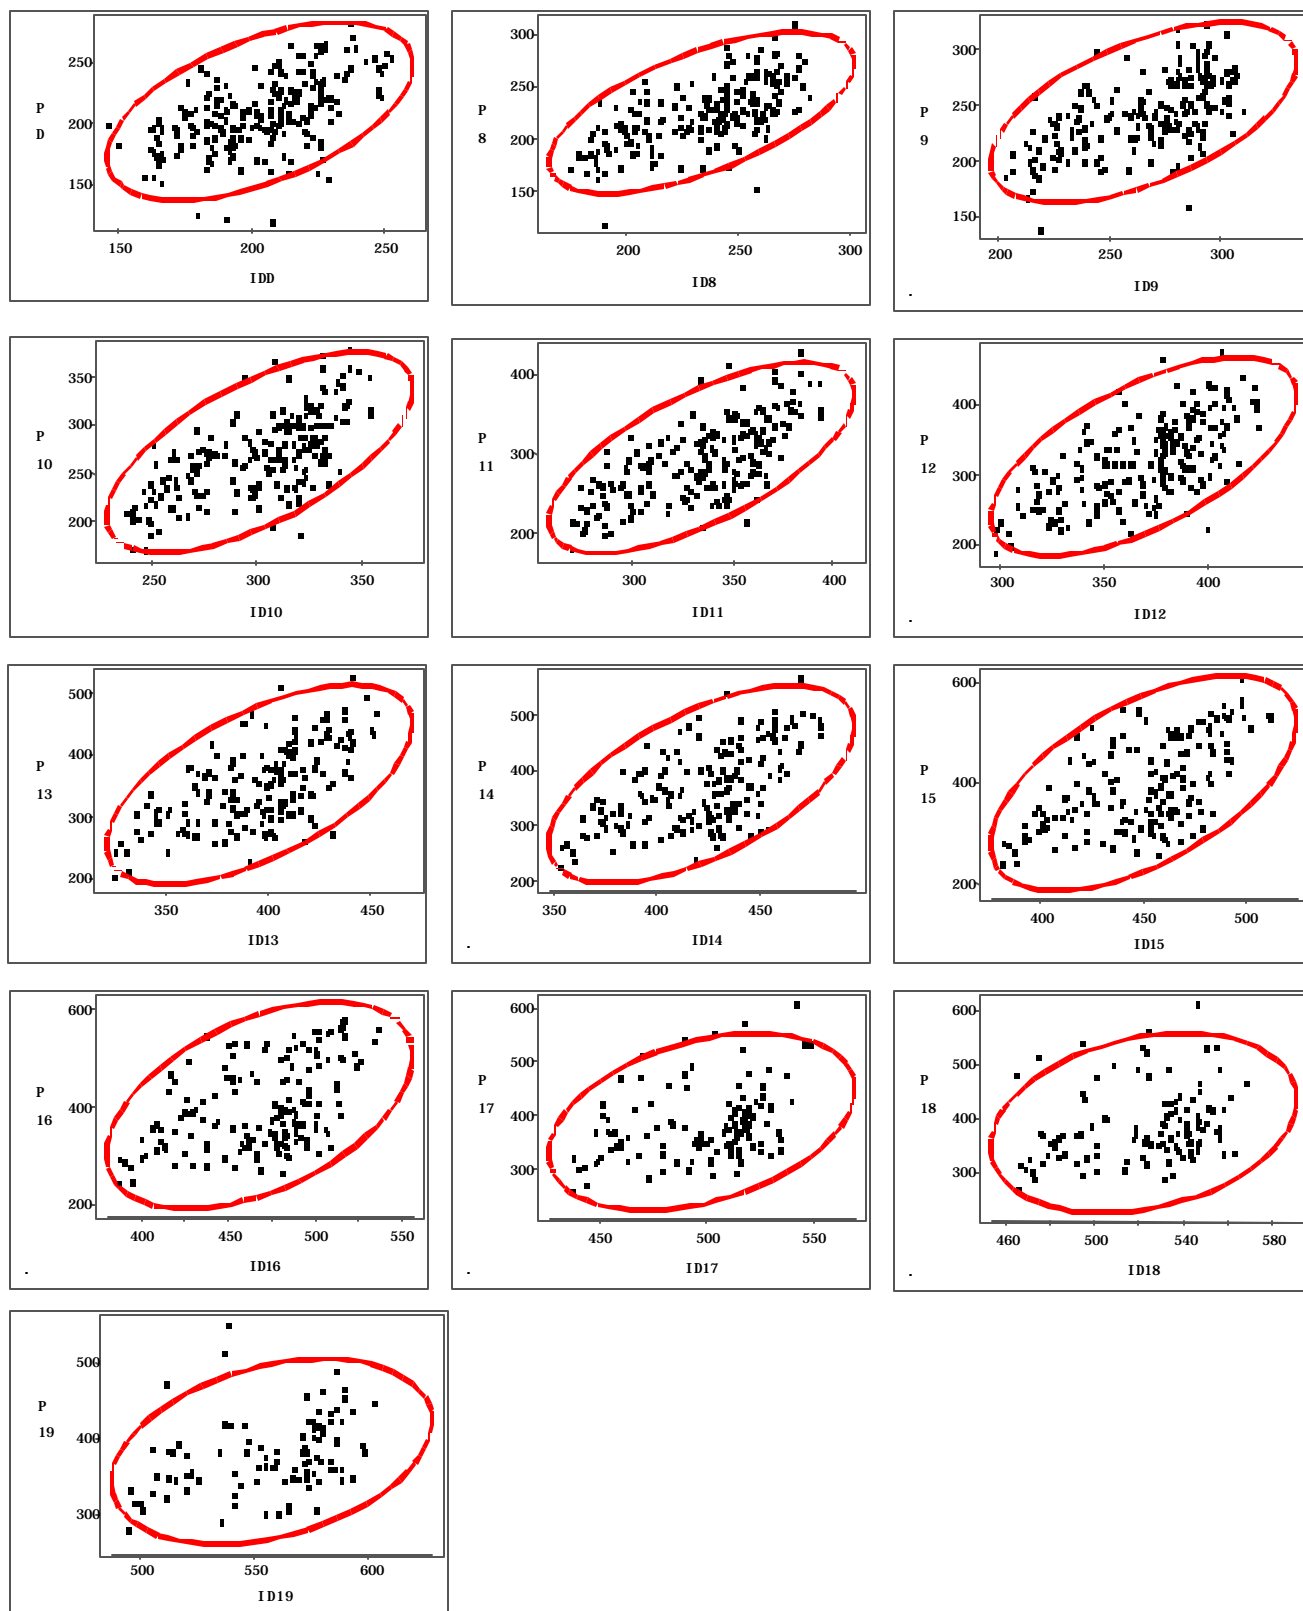 P
D
250
200
150
150 200 250
IDD
P
8
300
250
200
150
200 250 300
ID8
P
9
300
250
200
150
200 250 300
ID9
.
P
10
350
300
250
200
250 300 350
ID10
P
11
400
300
200
300 350 400
ID11
P
12
400
300
200
300 350 400
ID12
.
P
13
500
400
300
200
350 400 450
ID13
P
14
500
400
300
200
350 400 450
ID14
.
P
15
600
400
200
400 450 500
ID15
P
16
600
400
200
400 450 500 550
ID16
.
P
17
600
500
400
300
450 500 550
ID17
.
P
18
600
500
400
300
460 500 540 580
ID18
.
P
19
500
400
300
500 550 600
ID19